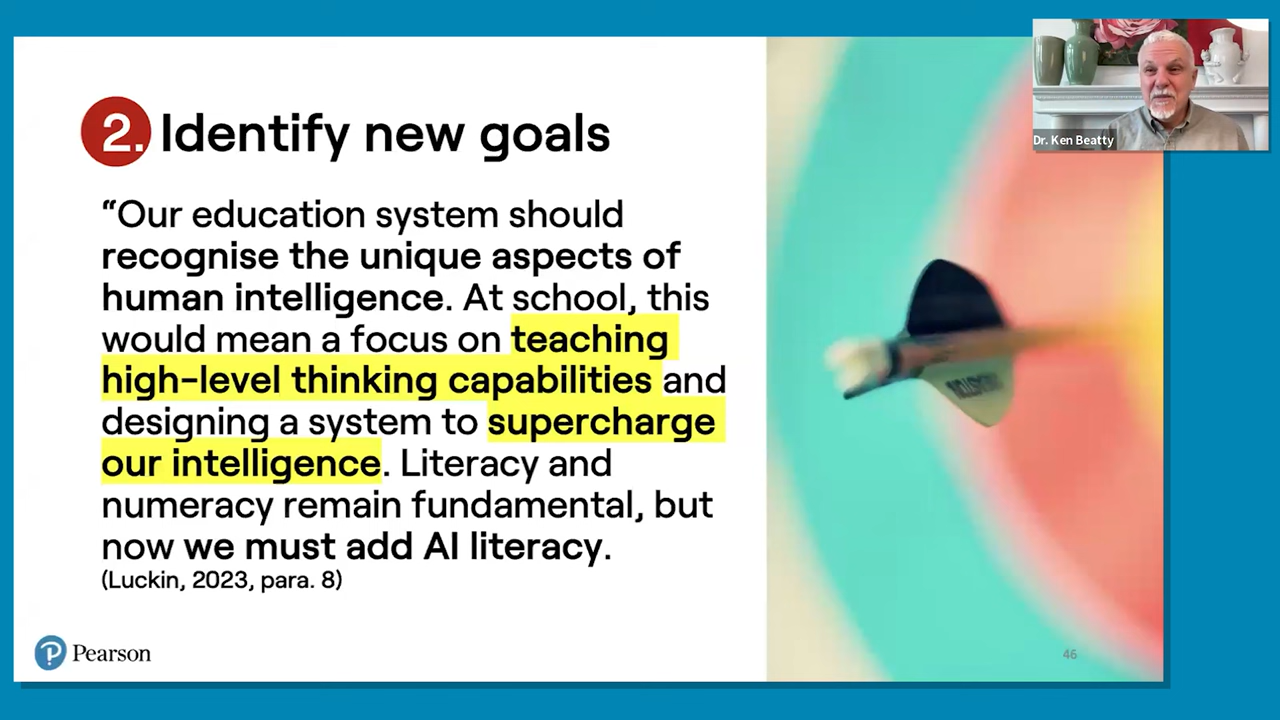 2. Identify new goals
“Our education system should
recognise the unique aspects of
human intelligence. At school, this
would mean a focus on teaching
high-level thinking capabilities and
designing a system to supercharge
our intelligence. Literacy and
numeracy remain fundamental, but
now we must add AI literacy.
(Luckin, 2023, para. 8)
P Pearson
46
Dr. Ken Beatty